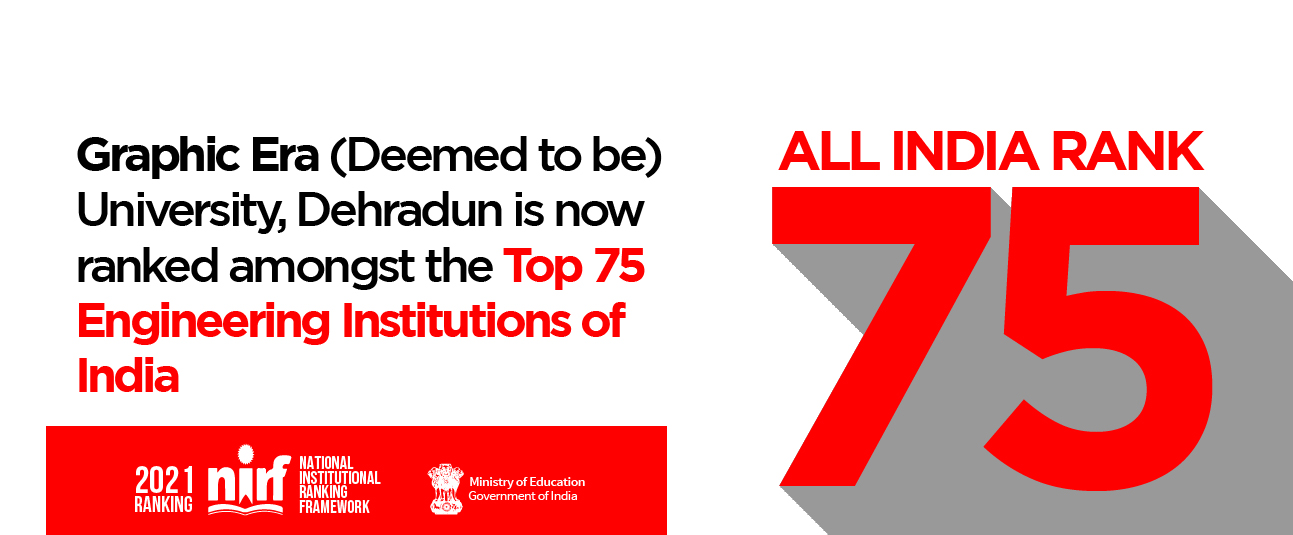 Graphic Era (Deemed to be)
University, Dehradun is now
ranked amongst the Top 75
Engineering Institutions of
India
ALL INDIA RANK
75
2021
RANKING
nirf
NATIONAL
INSTITUTIONAL
RANKING
FRAMEWORK
Ministry of Education
Government of India